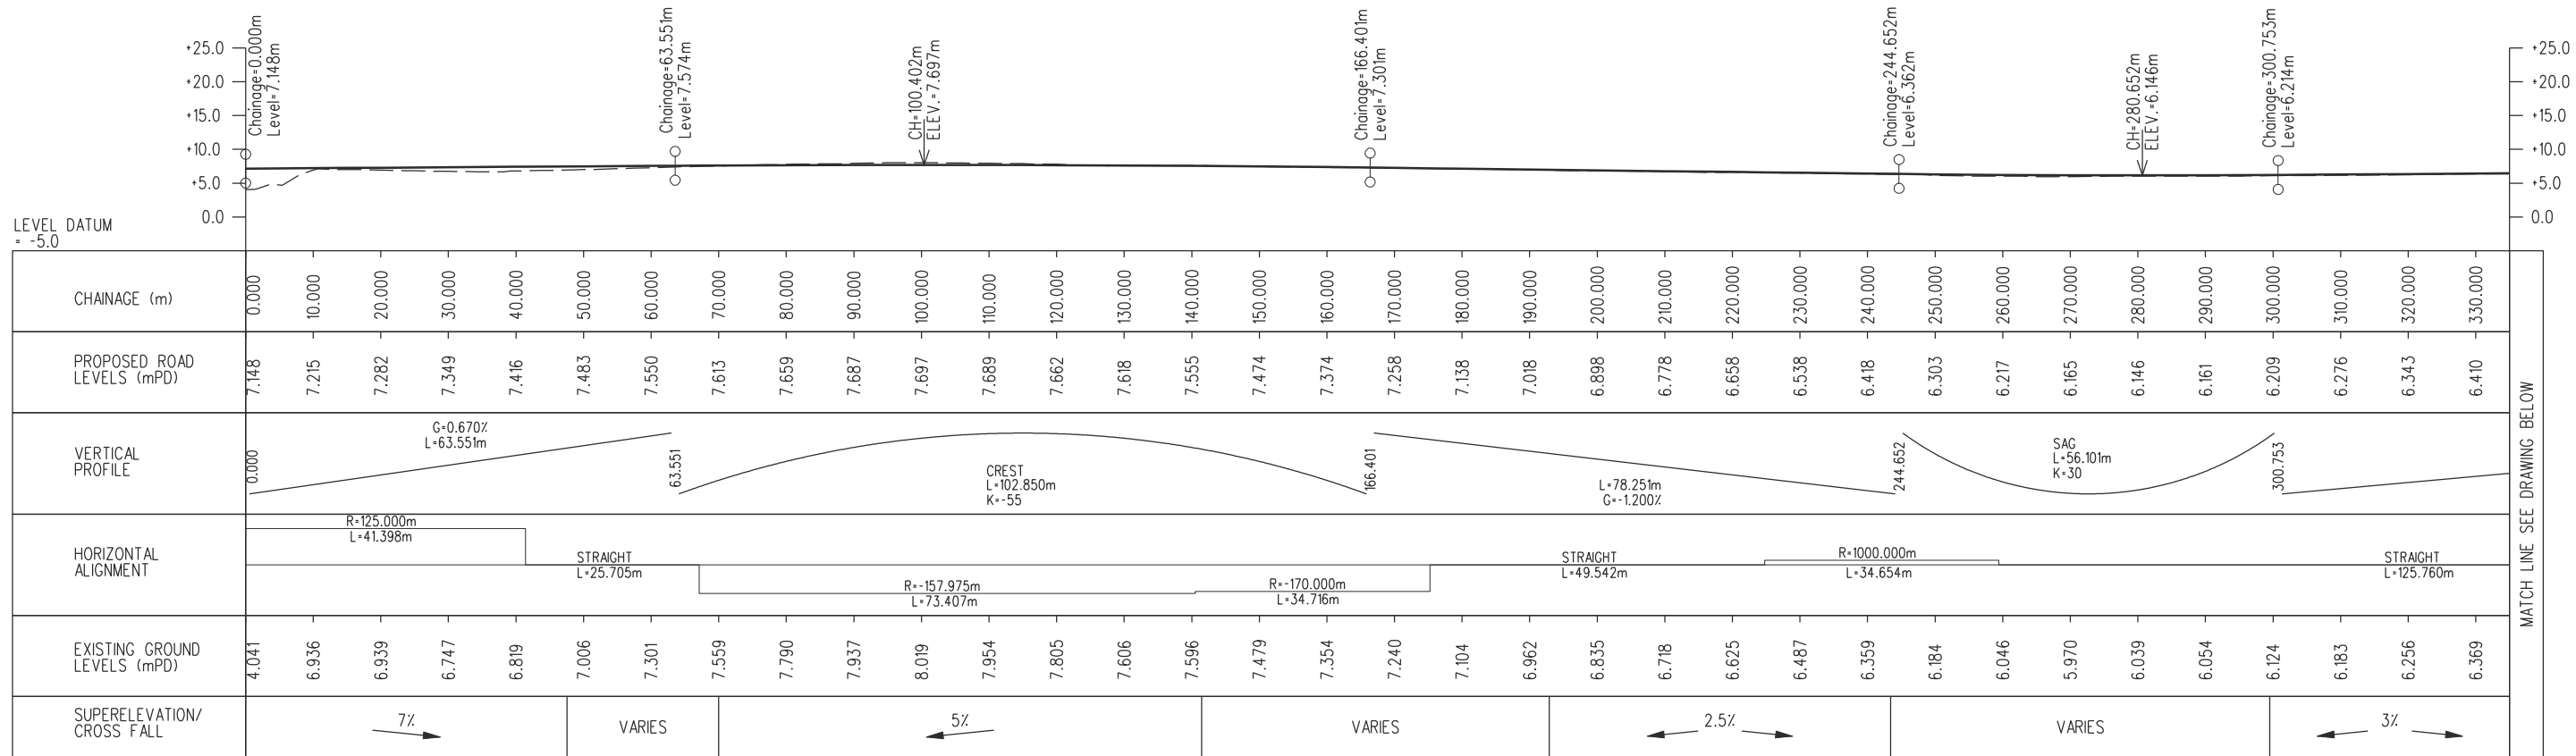 Chainage=0.000m
Level=7.148m
Chainage=63.551m
Level=7.574m
CH=100.402m
ELEV.=7.697m
Chainage=166.401m
Level=7.301m
Chainage=244.652m
Level=6.362m
CH=280.652m
ELEV.=6.146m
Chainage=300.753m
Level=6.214m
+25.0 +25.0
+20.0 +20.0
+15.0 +15.0
+10.0 +10.0
+5.0 +5.0
0.0 0.0
LEVEL DATUM
= -5.0
CHAINAGE (m)
0.000 10.000 20.000 30.000 40.000 50.000 60.000 70.000 80.000 90.000 100.000 110.000 120.000 130.000 140.000 150.000 160.000 170.000 180.000 190.000 200.000 210.000 220.000 230.000 240.000 250.000 260.000 270.000 280.000 290.000 300.000 310.000 320.000 330.000
PROPOSED ROAD
LEVELS (mPD)
7.148 7.215 7.282 7.349 7.416 7.483 7.550 7.613 7.659 7.687 7.697 7.689 7.662 7.618 7.555 7.474 7.374 7.258 7.138 7.018 6.898 6.778 6.658 6.538 6.418 6.303 6.217 6.165 6.146 6.161 6.209 6.276 6.343 6.410
VERTICAL
PROFILE
0.000
G=0.670%
L=63.551m
63.551
CREST
L=102.850m
K=-55
166.401
L=78.251m
G=-1.200%
244.652
SAG
L=56.101m
K=30
300.753
HORIZONTAL
ALIGNMENT
R=125.000m
L=41.398m
STRAIGHT
L=25.705m
R=-157.975m
L=73.407m
R=-170.000m
L=34.716m
STRAIGHT
L=49.542m
R=1000.000m
L=34.654m
STRAIGHT
L=125.760m
EXISTING GROUND
LEVELS (mPD)
4.041 6.936 6.939 6.747 6.819 7.006 7.301 7.559 7.790 7.937 8.019 7.954 7.805 7.606 7.596 7.479 7.354 7.240 7.104 6.962 6.835 6.718 6.625 6.487 6.359 6.184 6.046 5.970 6.039 6.054 6.124 6.183 6.256 6.369
SUPERELEVATION/
CROSS FALL
7% VARIES 5% VARIES 2.5% VARIES 3%
MATCH LINE SEE DRAWING BELOW